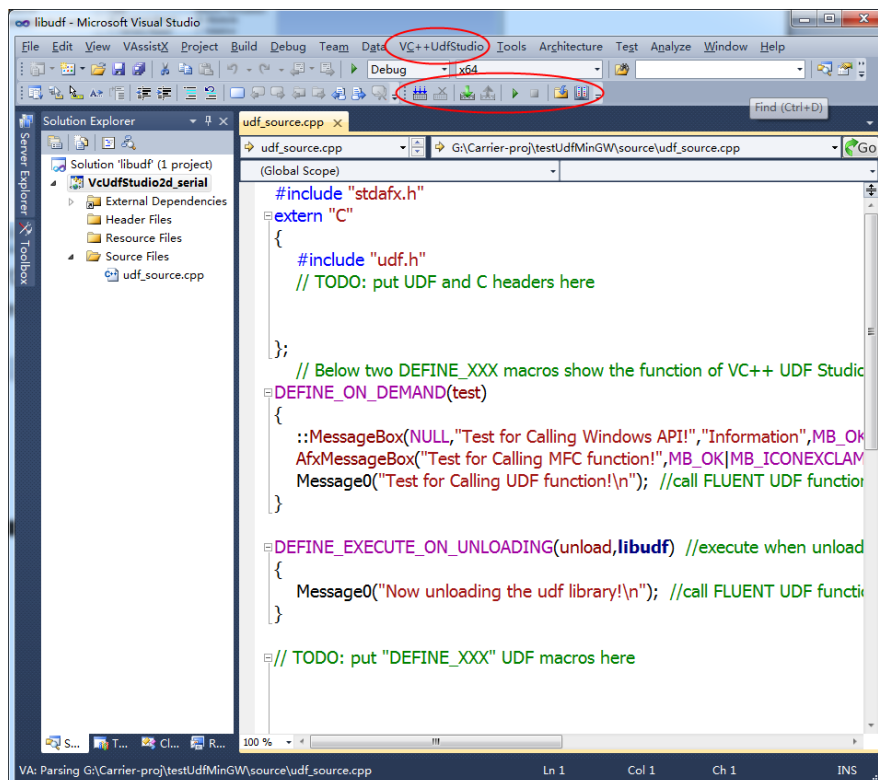 libudf - Microsoft Visual Studio
File Edit View VAssistX Project Build Debug Team Data VC++UdfStudio Tools Architecture Test Analyze Window Help
Debug x64
Find (Ctrl+D)
Solution Explorer
udf_source.cpp
udf_source.cpp
G:\Carrier-proj\testUdfMinGW\source\udf_source.cpp
Go
(Global Scope)
Server Explorer
Toolbox
Solution 'libudf' (1 project)
VcUdfStudio2d_serial
External Dependencies
Header Files
Resource Files
Source Files
udf_source.cpp
#include "stdafx.h"
extern "C"
{
#include "udf.h"
// TODO: put UDF and C headers here
};
// Below two DEFINE_XXX macros show the function of VC++ UDF Studio
DEFINE_ON_DEMAND(test)
{
::MessageBox(NULL,"Test for Calling Windows API!","Information",MB_OK
AfxMessageBox("Test for Calling MFC function!",MB_OK|MB_ICONEXCLAM
Message0("Test for Calling UDF function!\n"); //call FLUENT UDF function
}
DEFINE_EXECUTE_ON_UNLOADING(unload,libudf) //execute when unload
{
Message0("Now unloading the udf library!\n"); //call FLUENT UDF functio
}
// TODO: put "DEFINE_XXX" UDF macros here
S... T... Cl... R...
100 %
VA: Parsing G:\Carrier-proj\testUdfMinGW\source\udf_source.cpp Ln 1 Col 1 Ch 1 INS